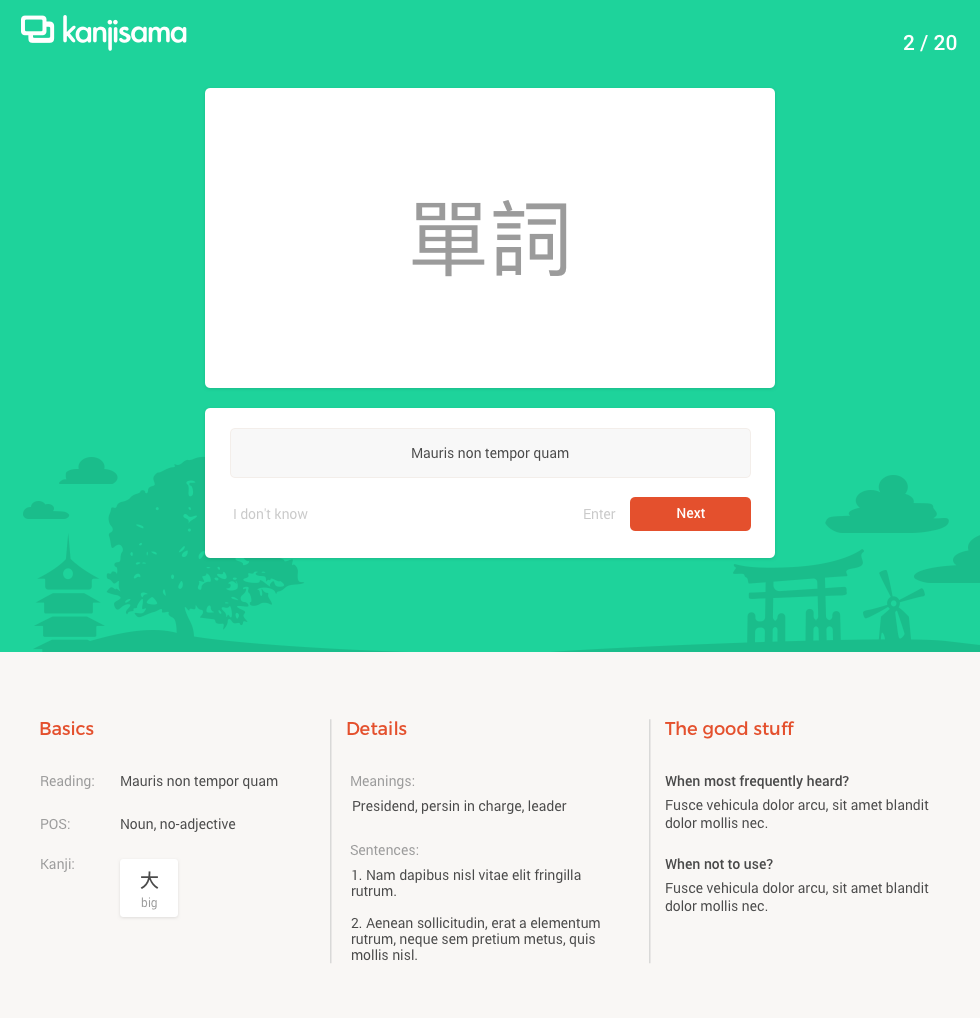 kanjisama
2 / 20
單詞
Mauris non tempor quam
I don't know
Enter
Next
Basics
Reading:
Mauris non tempor quam
POS:
Noun, no-adjective
Kanji:
大
big
Details
Meanings:
Presidend, persin in charge, leader
Sentences:
1. Nam dapibus nisl vitae elit fringilla
rutrum.
2. Aenean sollicitudin, erat a elementum
rutrum, neque sem pretium metus, quis
mollis nisl.
The good stuff
When most frequently heard?
Fusce vehicula dolor arcu, sit amet blandit
dolor mollis nec.
When not to use?
Fusce vehicula dolor arcu, sit amet blandit
dolor mollis nec.